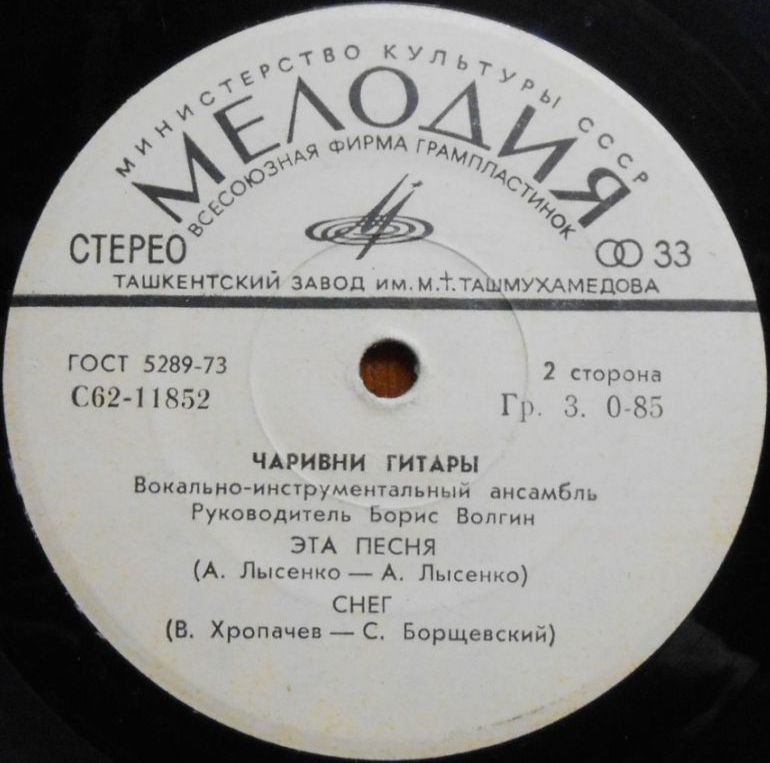 МИНИСТЕРСТВО КУЛЬТУРЫ СССР
МЕЛОДИЯ
ВСЕСОЮЗНАЯ ФИРМА ГРАМПЛАСТИНОК
СТЕРЕО
33
ТАШКЕНТСКИЙ ЗАВОД ИМ. М.Т. ТАШМУХАМЕДОВА
ГОСТ 5289-73
2 сторона
С62-11852
Гр. 3. 0-85
ЧАРИВНИ ГИТАРЫ
Вокально-инструментальный ансамбль
Руководитель Борис Волгин
ЭТА ПЕСНЯ
(А. Лысенко — А. Лысенко)
СНЕГ
(В. Хропачев — С. Борщевский)